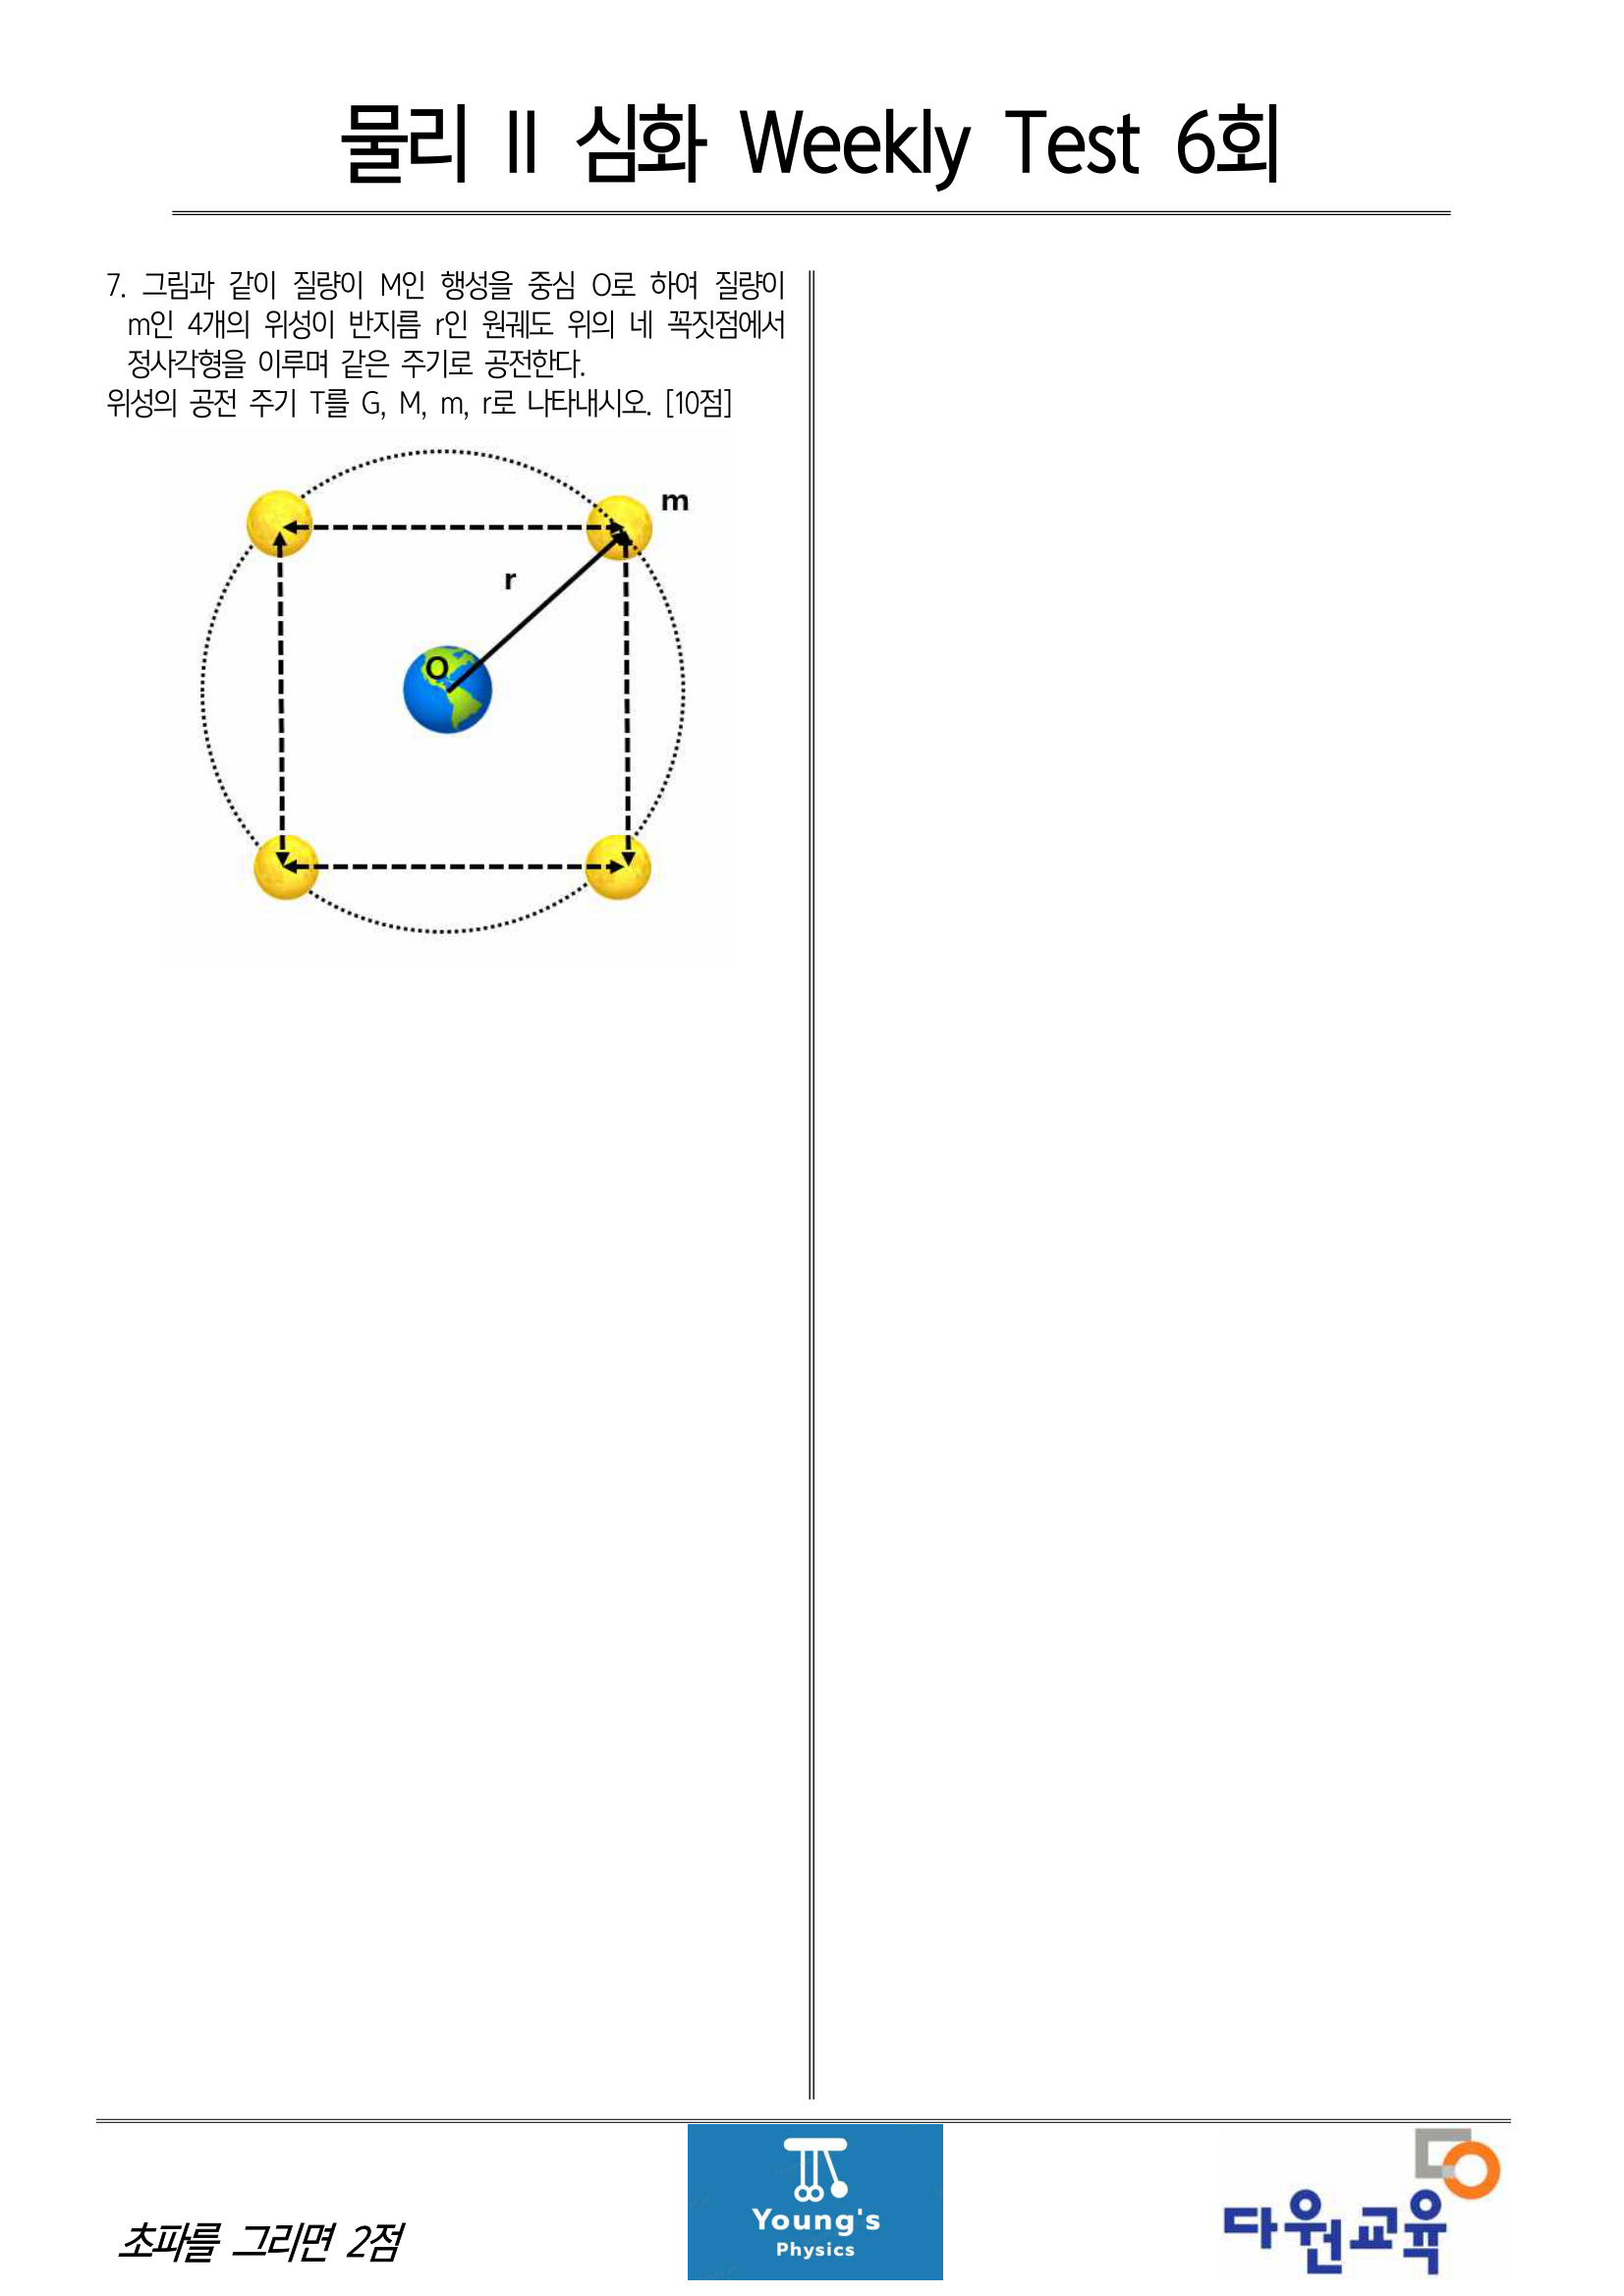 물리 II 심화 Weekly Test 6회
7. 그림과 같이 질량이 M인 행성을 중심 O로 하여 질량이
m인 4개의 위성이 반지름 r인 원궤도 위의 네 꼭짓점에서
정사각형을 이루며 같은 주기로 공전한다.
위성의 공전 주기 T를 G, M, m, r로 나타내시오. [10점]
m
r
O
초파를 그리면 2점
Young's
Physics
다원교육